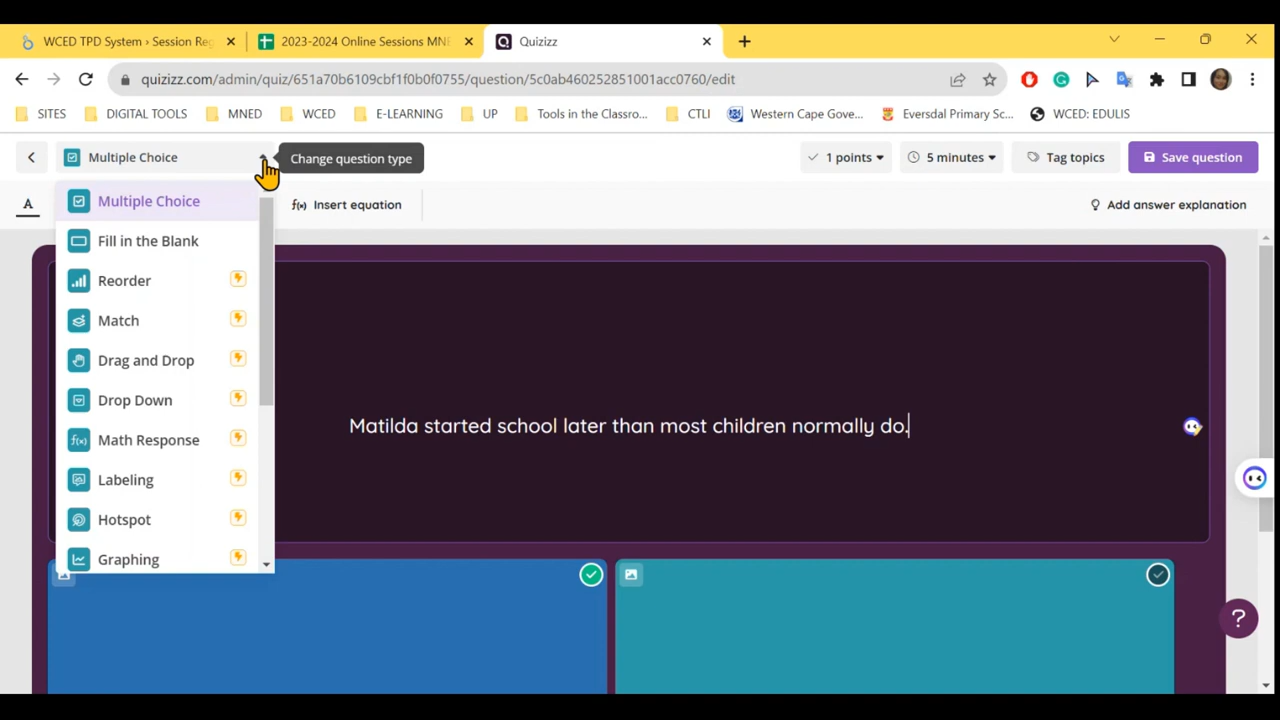 WCED TPD System › Session Reg
2023-2024 Online Sessions MNE
Quizizz
quizizz.com/admin/quiz/651a70b6109cbf1f0b0f0755/question/5c0ab460252851001acc0760/edit
SITES
DIGITAL TOOLS
MNED
WCED
E-LEARNING
UP
Tools in the Classro...
CTLI
Western Cape Gove...
Eversdal Primary Sc...
WCED: EDULIS
Multiple Choice
Change question type
1 points
5 minutes
Tag topics
Save question
A
f(x) Insert equation
Add answer explanation
Multiple Choice
Fill in the Blank
Reorder
Match
Drag and Drop
Drop Down
f(x) Math Response
Labeling
Hotspot
Graphing
Matilda started school later than most children normally do.
?